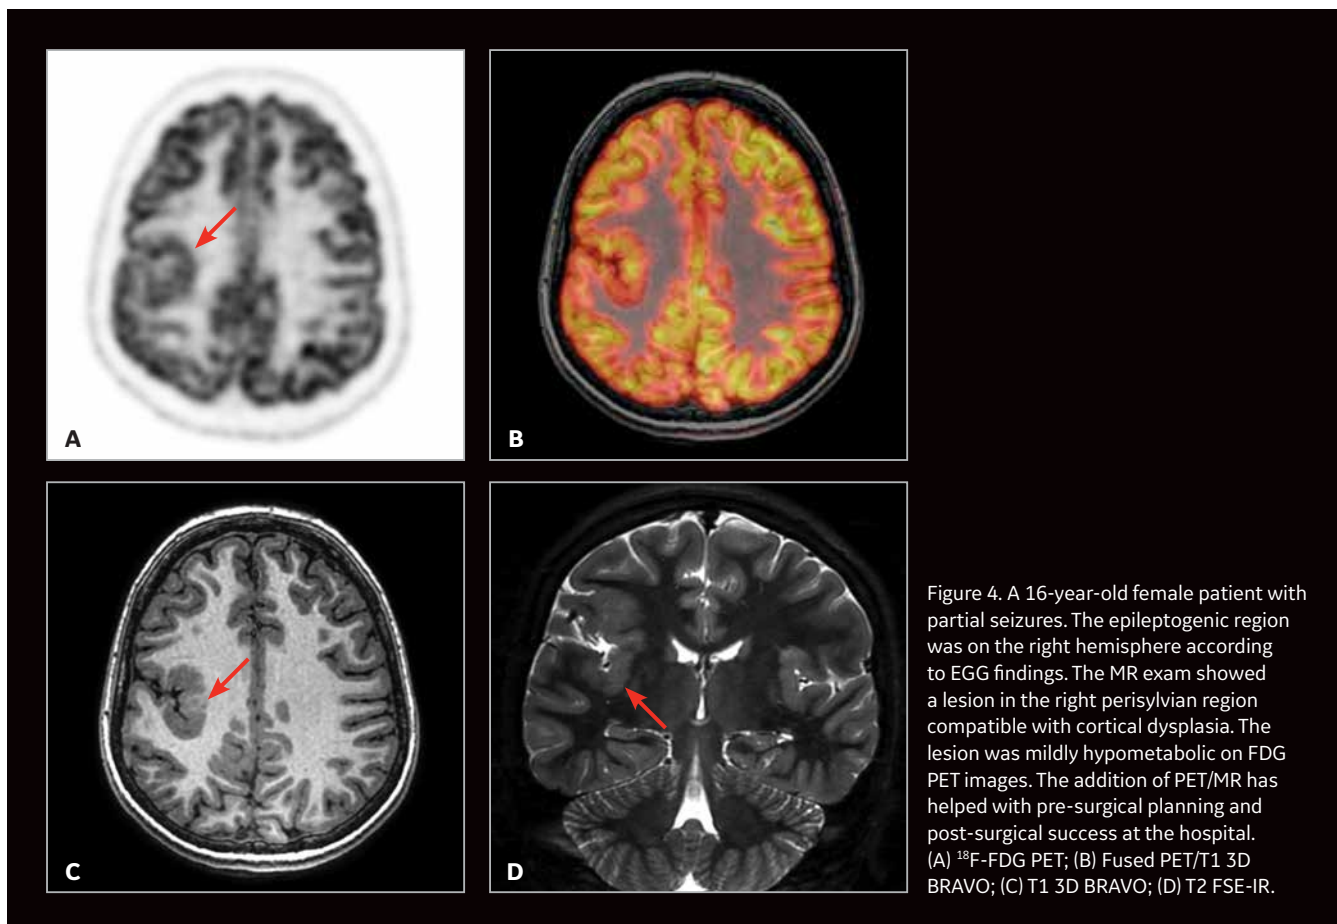 A
B
C
D
Figure 4. A 16-year-old female patient with
partial seizures. The epileptogenic region
was on the right hemisphere according
to EGG findings. The MR exam showed
a lesion in the right perisylvian region
compatible with cortical dysplasia. The
lesion was mildly hypometabolic on FDG
PET images. The addition of PET/MR has
helped with pre-surgical planning and
post-surgical success at the hospital.
(A) ¹⁸F-FDG PET; (B) Fused PET/T1 3D
BRAVO; (C) T1 3D BRAVO; (D) T2 FSE-IR.